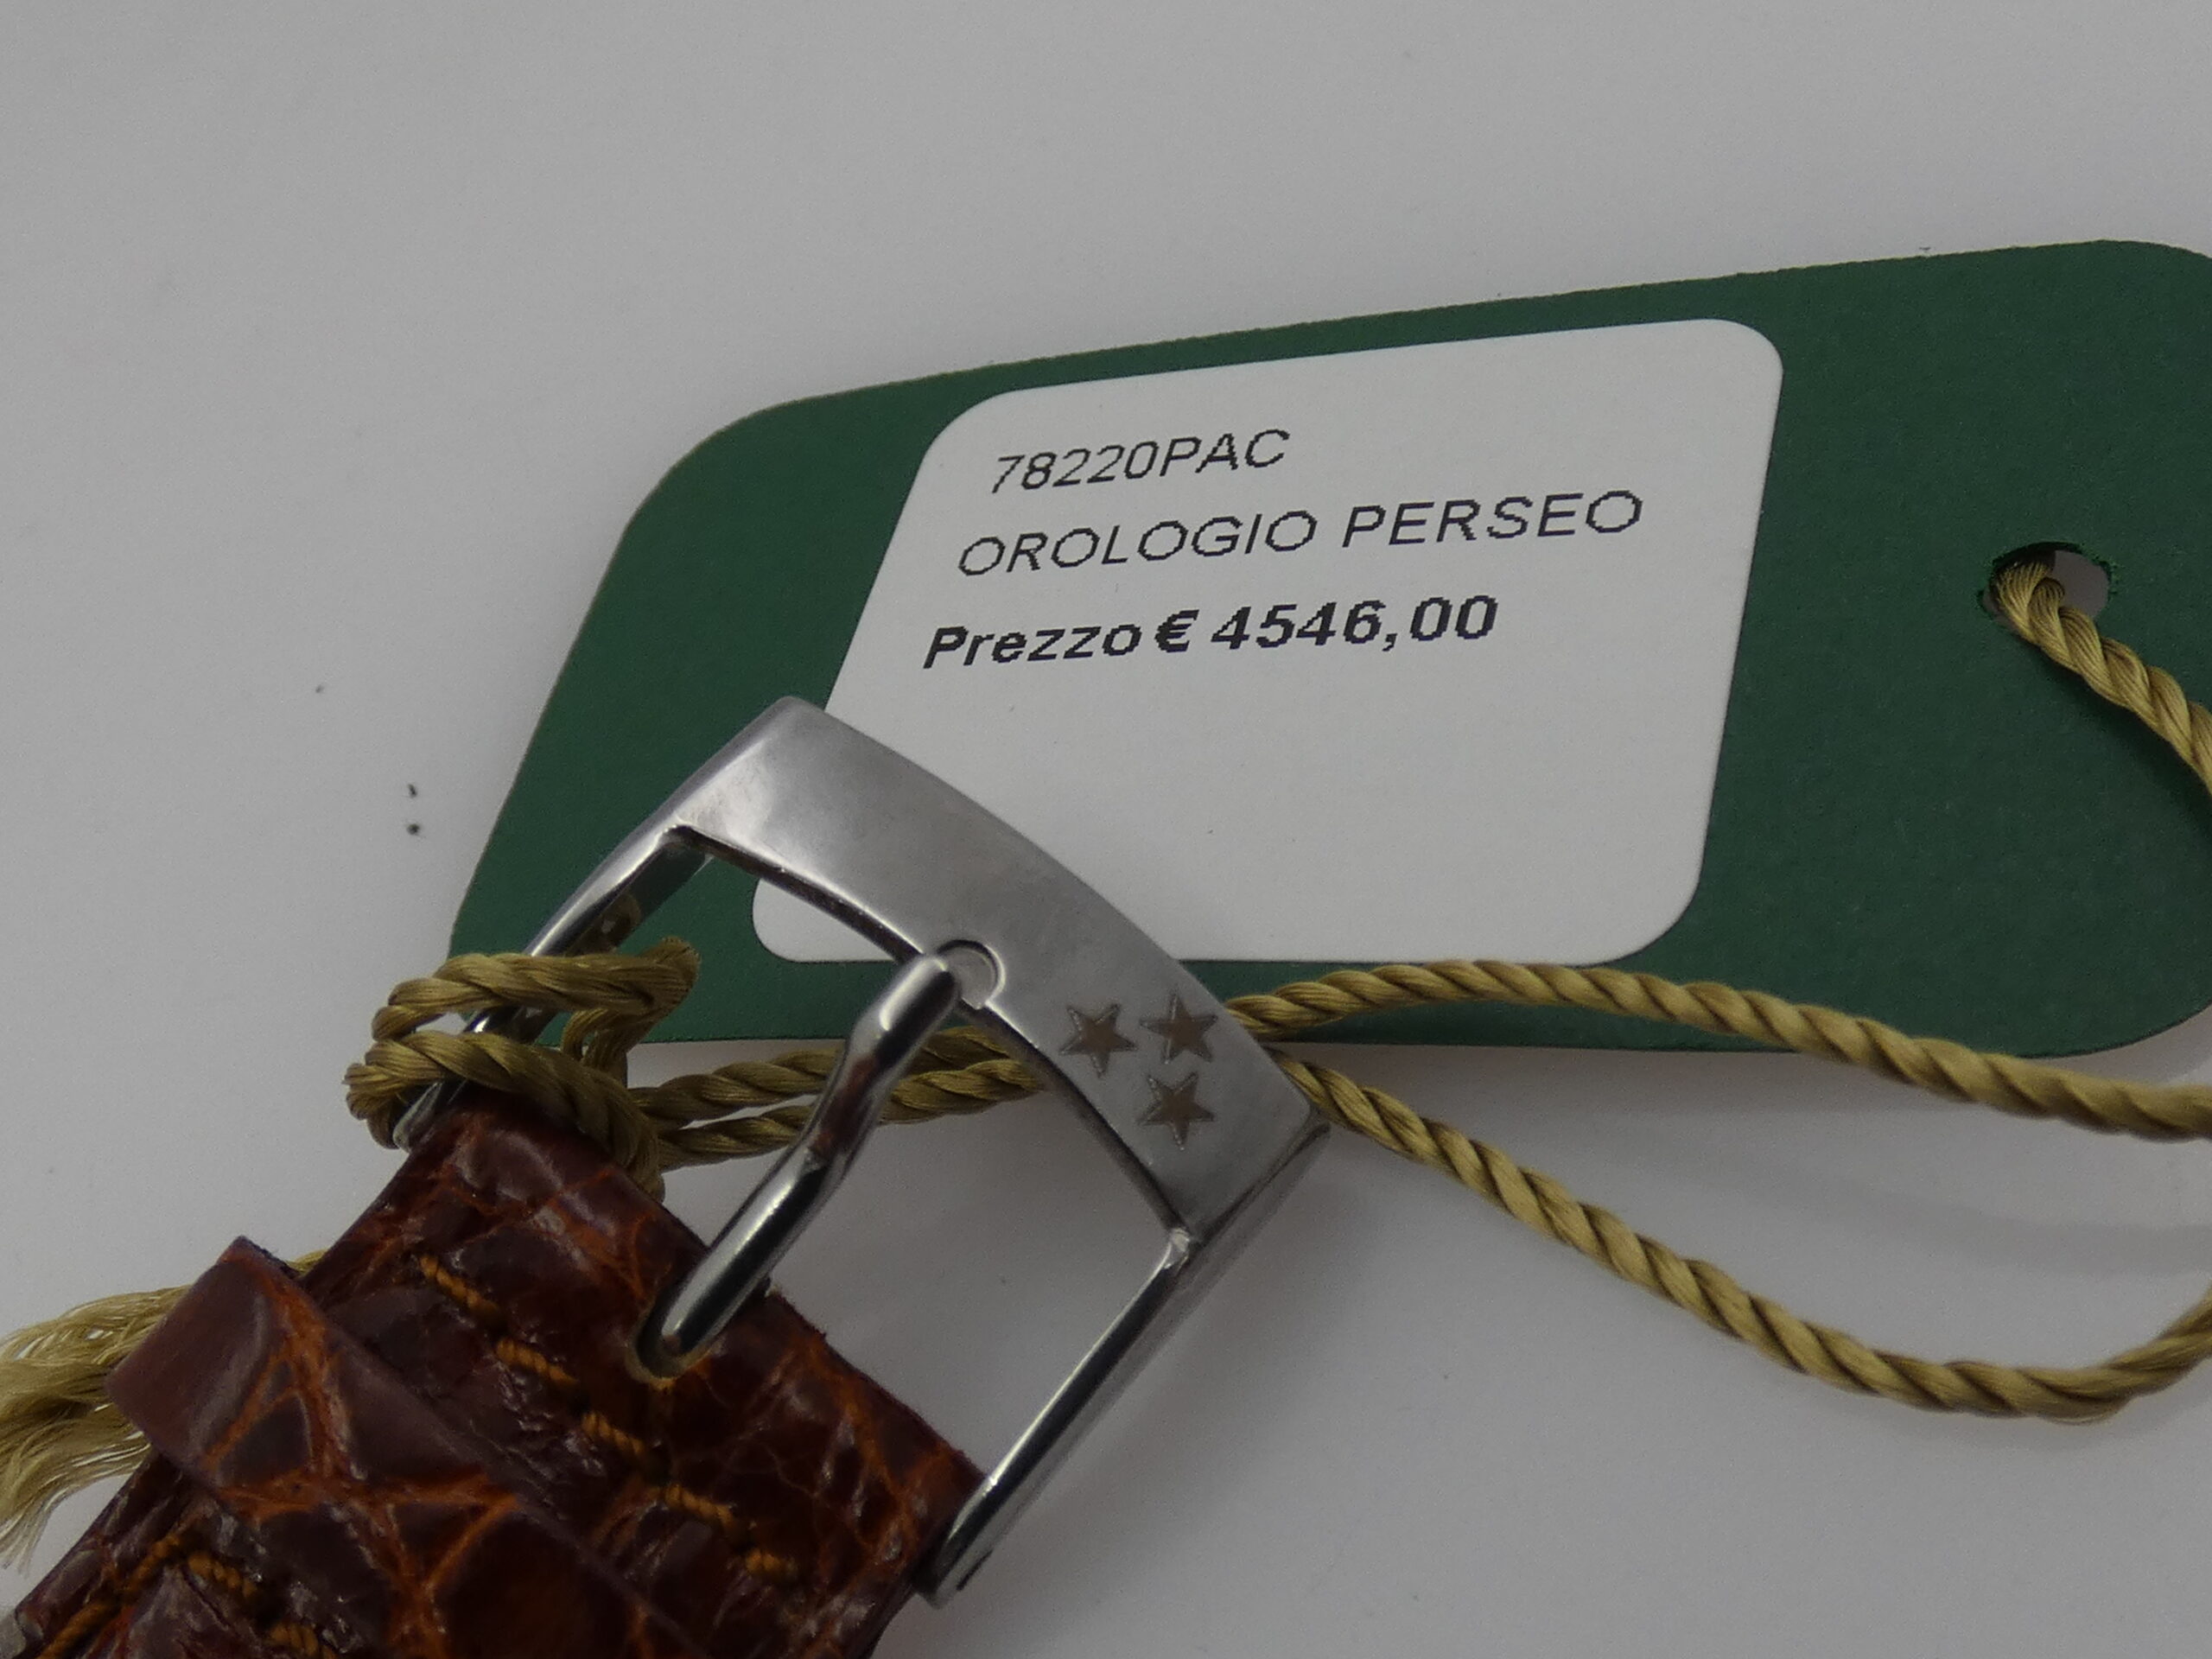 78220PAC
OROLOGIO PERSEO
Prezzo € 4546,00